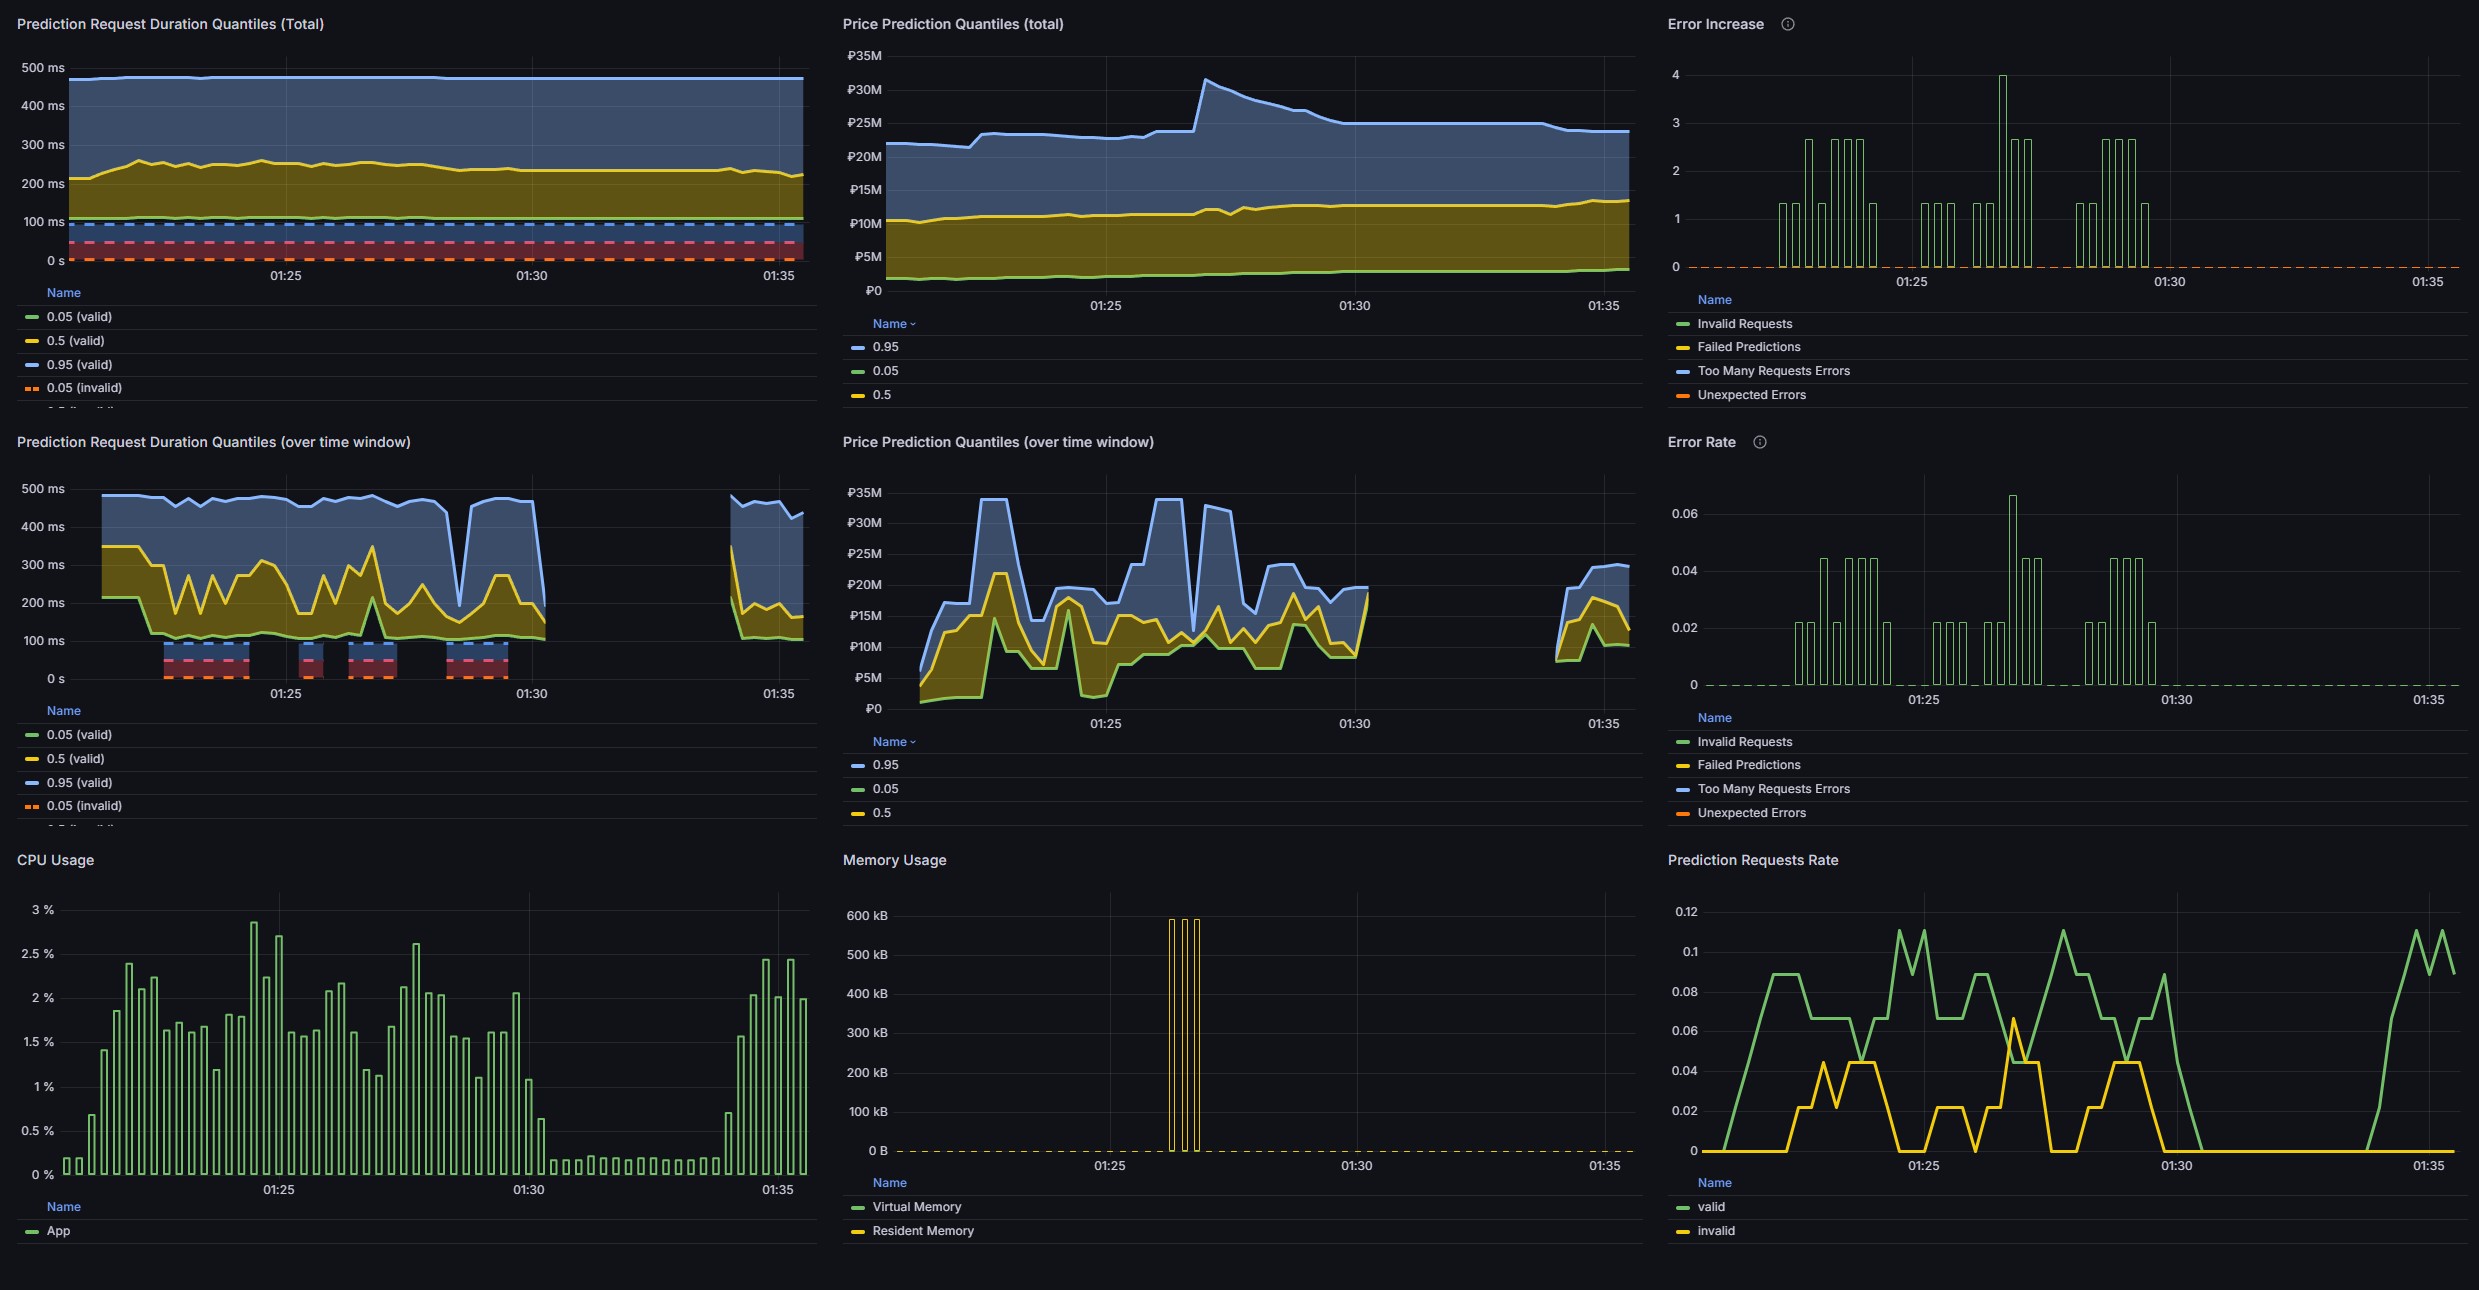 Prediction Request Duration Quantiles (Total)
500 ms
400 ms
300 ms
200 ms
100 ms
0 s
01:25 01:30 01:35
Name
0.05 (valid)
0.5 (valid)
0.95 (valid)
0.05 (invalid)
Price Prediction Quantiles (total)
₽35M
₽30M
₽25M
₽20M
₽15M
₽10M
₽5M
₽0
01:25 01:30 01:35
Name
0.95
0.05
0.5
Error Increase
4
3
2
1
0
01:25 01:30 01:35
Name
Invalid Requests
Failed Predictions
Too Many Requests Errors
Unexpected Errors
Prediction Request Duration Quantiles (over time window)
500 ms
400 ms
300 ms
200 ms
100 ms
0 s
01:25 01:30 01:35
Name
0.05 (valid)
0.5 (valid)
0.95 (valid)
0.05 (invalid)
Price Prediction Quantiles (over time window)
₽35M
₽30M
₽25M
₽20M
₽15M
₽10M
₽5M
₽0
01:25 01:30 01:35
Name
0.95
0.05
0.5
Error Rate
0.06
0.04
0.02
0
01:25 01:30 01:35
Name
Invalid Requests
Failed Predictions
Too Many Requests Errors
Unexpected Errors
CPU Usage
3 %
2.5 %
2 %
1.5 %
1 %
0.5 %
0 %
01:25 01:30 01:35
Name
App
Memory Usage
600 kB
500 kB
400 kB
300 kB
200 kB
100 kB
0 B
01:25 01:30 01:35
Name
Virtual Memory
Resident Memory
Prediction Requests Rate
0.12
0.1
0.08
0.06
0.04
0.02
0
01:25 01:30 01:35
Name
valid
invalid